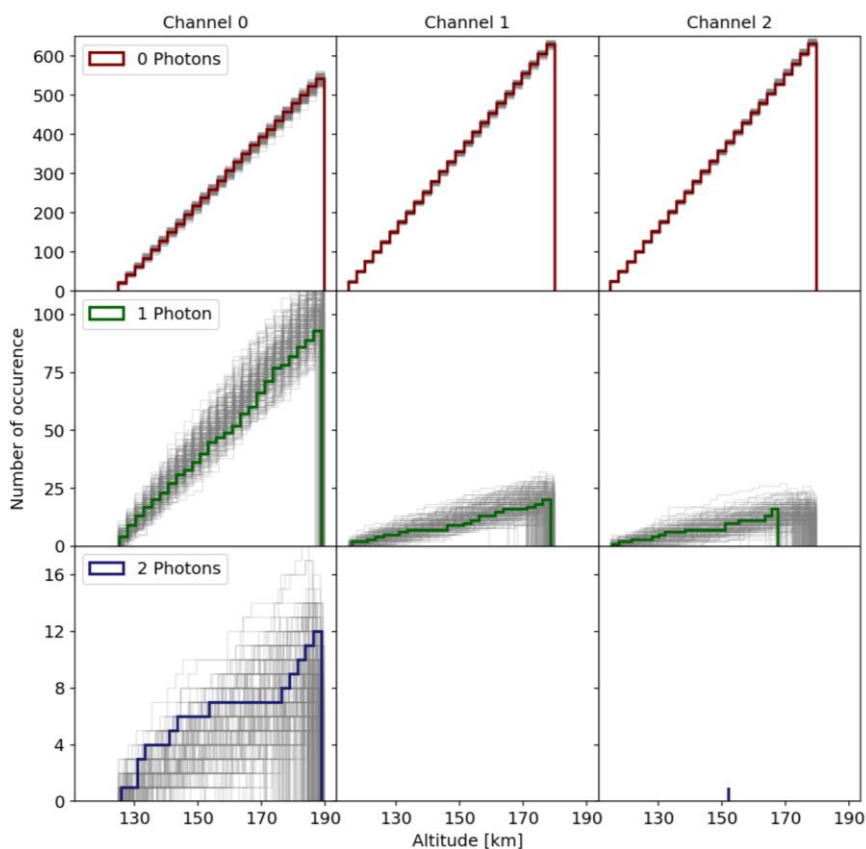 Channel 0 Channel 1 Channel 2
600
500
400
300
200
100
0
0 Photons
100
75
50
25
0
1 Photon
Number of occurence
16
12
8
4
0
2 Photons
130 150 170 190 130 150 170 190 130 150 170 190
Altitude [km]